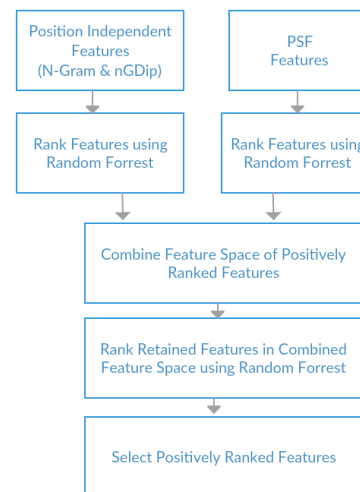 Position Independent
Features
(N-Gram & nGDip)
PSF
Features
Rank Features using
Random Forrest
Rank Features using
Random Forrest
Combine Feature Space of Positively
Ranked Features
Rank Retained Features in Combined
Feature Space using Random Forrest
Select Positively Ranked Features